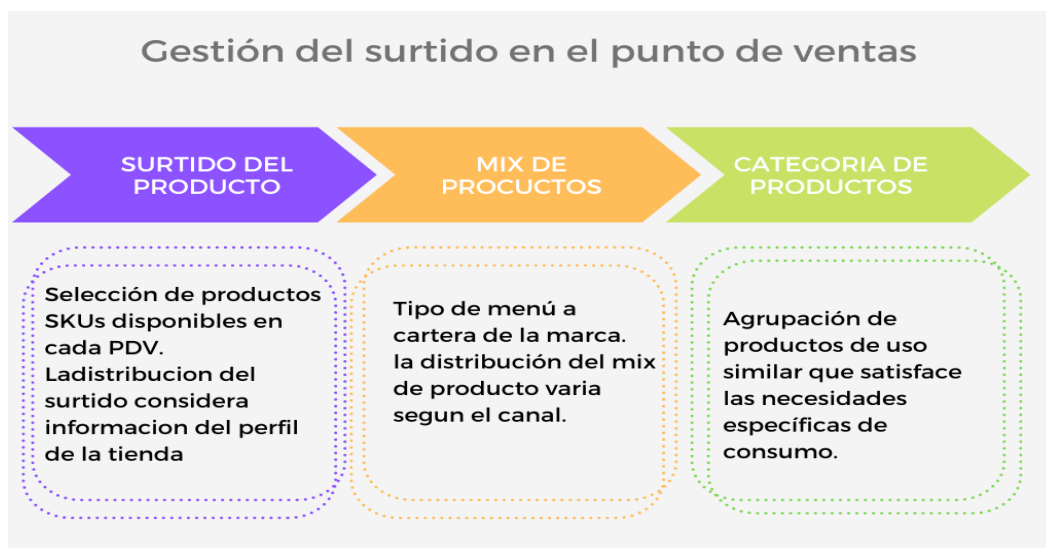 Gestión del surtido en el punto de ventas
SURTIDO DEL
PRODUCTO
MIX DE
PROCUCTOS
CATEGORIA DE
PRODUCTOS
Selección de productos
SKUs disponibles en
cada PDV.
Ladistribucion del
surtido considera
informacion del perfil
de la tienda
Tipo de menú a
cartera de la marca.
la distribución del mix
de producto varia
segun el canal.
Agrupación de
productos de uso
similar que satisface
las necesidades
específicas de
consumo.